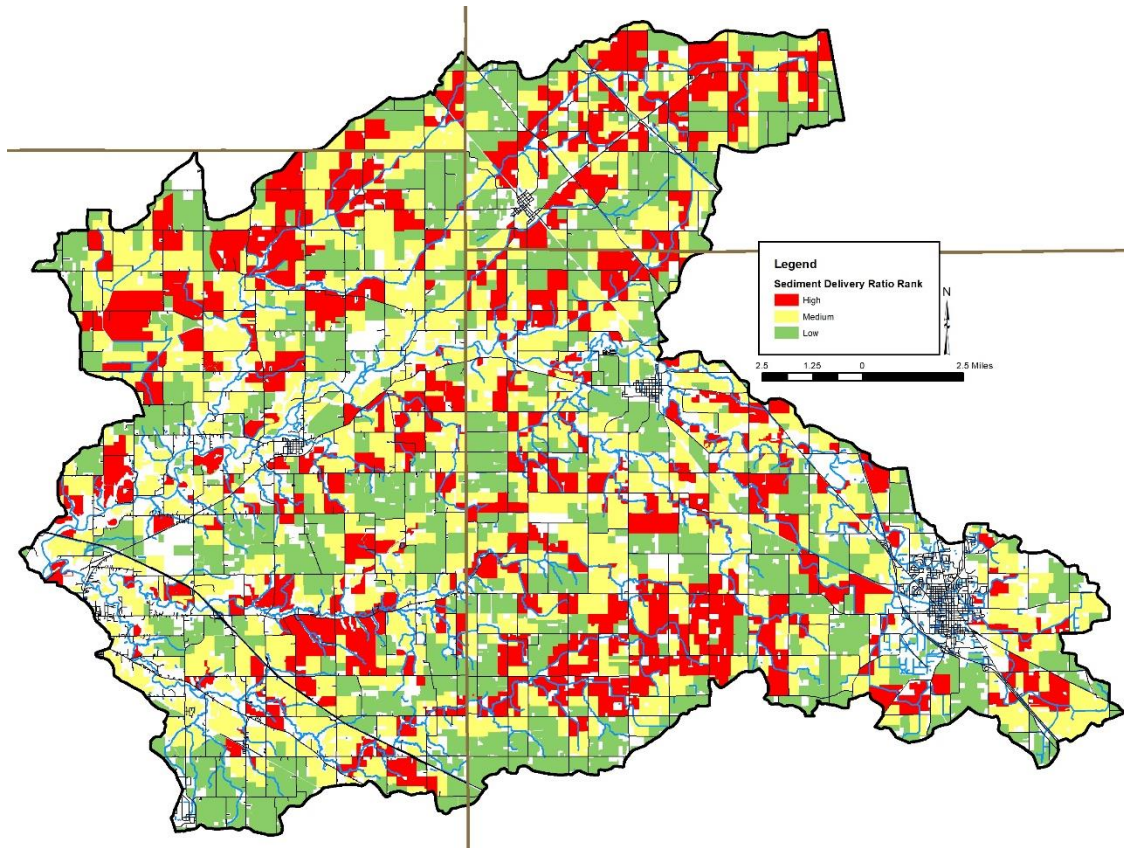 Legend
Sediment Delivery Ratio Rank
High
Medium
Low
N
2.5 1.25 0 2.5 Miles